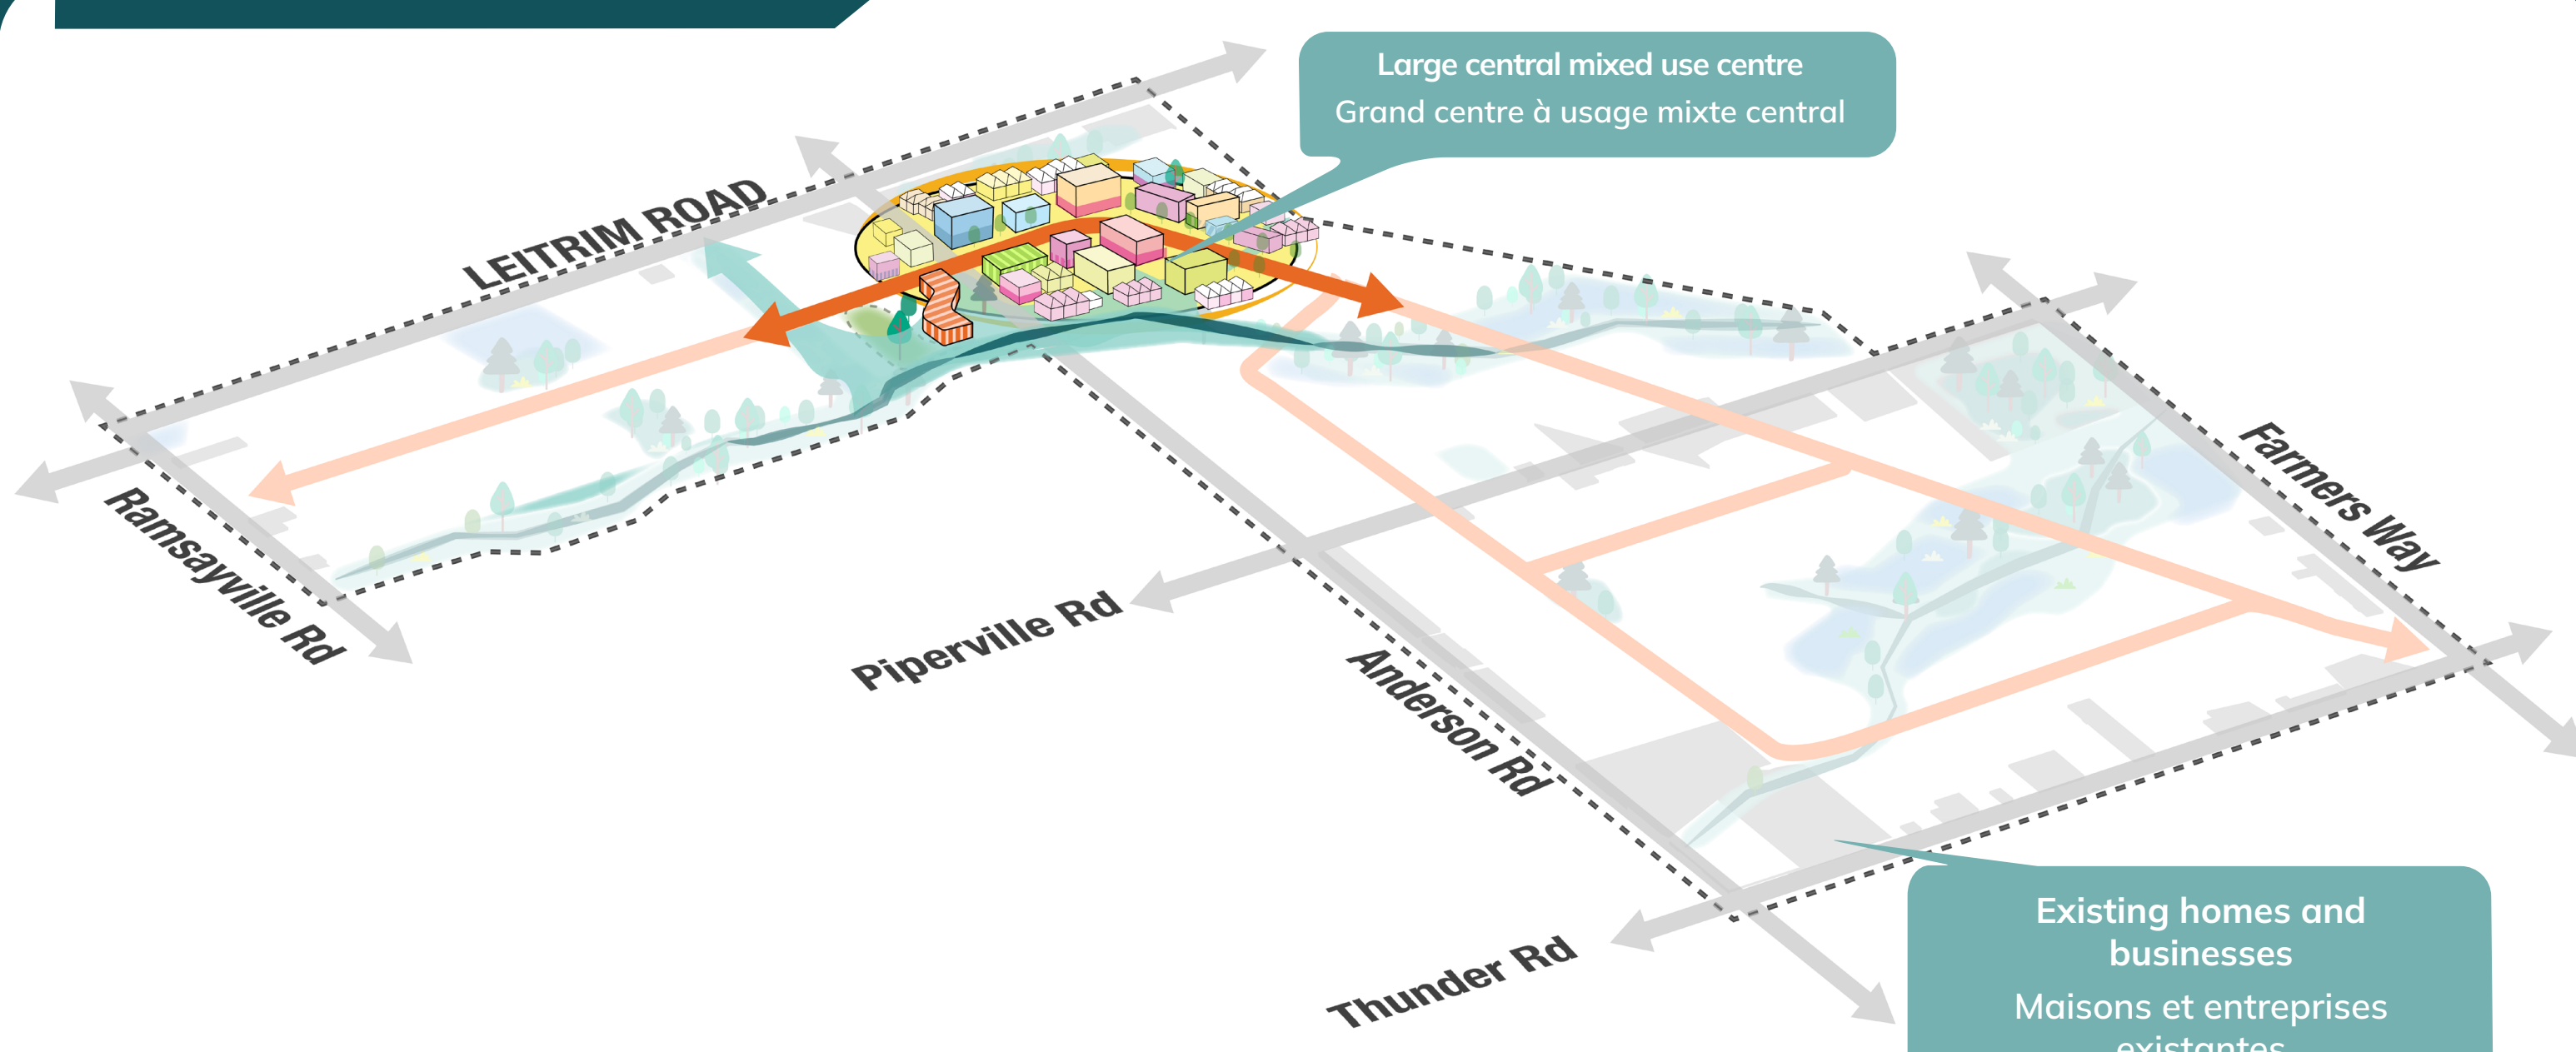 Large central mixed use centre
Grand centre à usage mixte central
LEITRIM ROAD
Ramsayville Rd
Piperville Rd
Anderson Rd
Farmers Way
Thunder Rd
Existing homes and
businesses
Maisons et entreprises
existantes